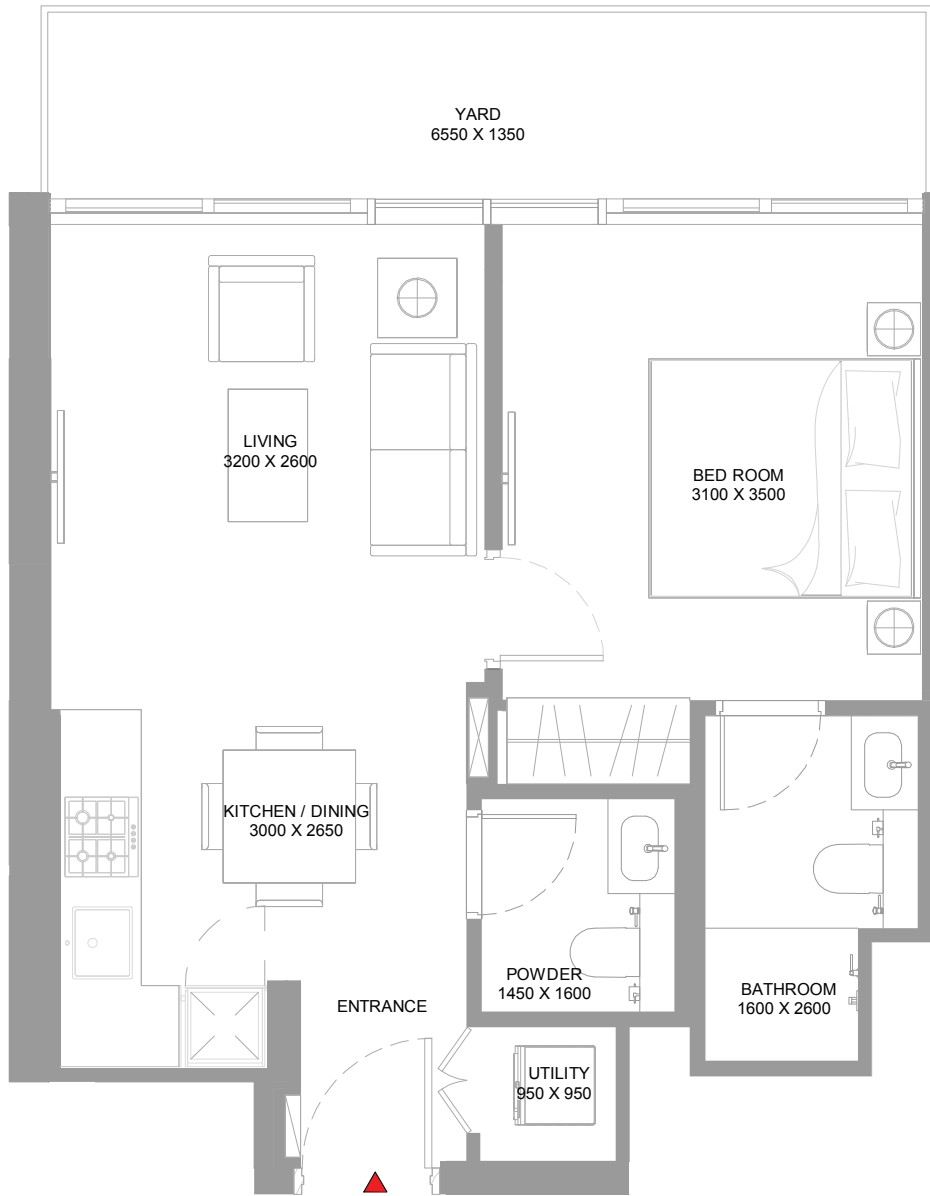 YARD
6550 X 1350
LIVING
3200 X 2600
BED ROOM
3100 X 3500
KITCHEN / DINING
3000 X 2650
POWDER
1450 X 1600
BATHROOM
1600 X 2600
ENTRANCE
UTILITY
950 X 950